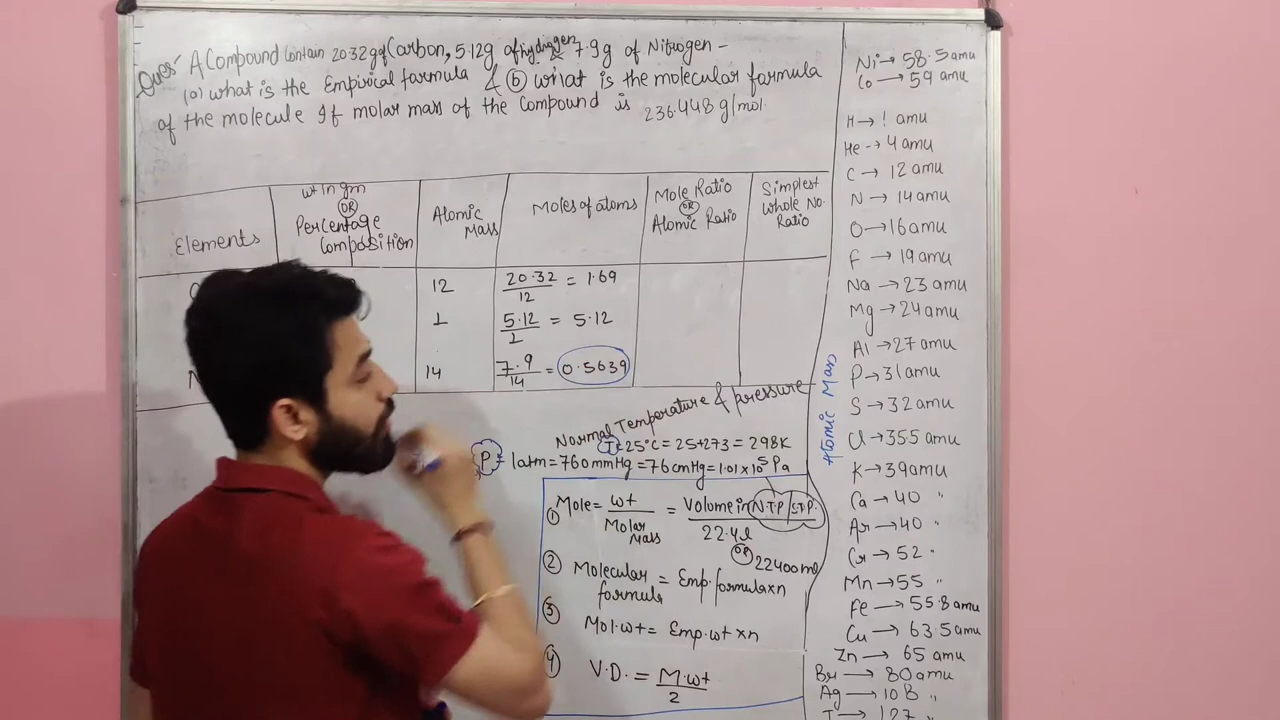 Ques- A Compound Contain 20.32 g of Carbon, 5.12g of hydrogen & 7.9 g of Nitrogen -
(a) what is the Empirical formula & (b) what is the molecular formula
of the molecule If molar mass of the Compound is 236.448 g/mol.
Elements
wt in gm
OR
Percentage
Composition
Atomic
Mass
Moles of atoms
Mole Ratio
OR
Atomic Ratio
Simplest
whole No.
Ratio
12
20.32/12 = 1.69
1
5.12/1 = 5.12
14
7.9/14 = 0.5639
Normal Temperature & pressure
T = 25°C = 25+273 = 298K
P = 1atm = 760mmHg = 76cmHg = 1.01 × 10^5 Pa
① Mole = wt/Molar Mass = Volume in N.T.P/S.T.P. / 22.4l
OR 22400ml
② Molecular formula = Emp. formula x n
③ Mol. wt = Emp. wt x n
④ V.D. = M.wt/2
Atomic Mass
Ni → 58.5 amu
Co → 59 amu
H → 1 amu
He → 4 amu
C → 12 amu
N → 14 amu
O → 16 amu
F → 19 amu
Na → 23 amu
Mg → 24 amu
Al → 27 amu
P → 31 amu
S → 32 amu
Cl → 35.5 amu
K → 39 amu
Ca → 40 "
Ar → 40 "
Cr → 52 "
Mn → 55 "
Fe → 55.8 amu
Cu → 63.5 amu
Zn → 65 amu
Br → 80 amu
Ag → 108 "
I → 127 "